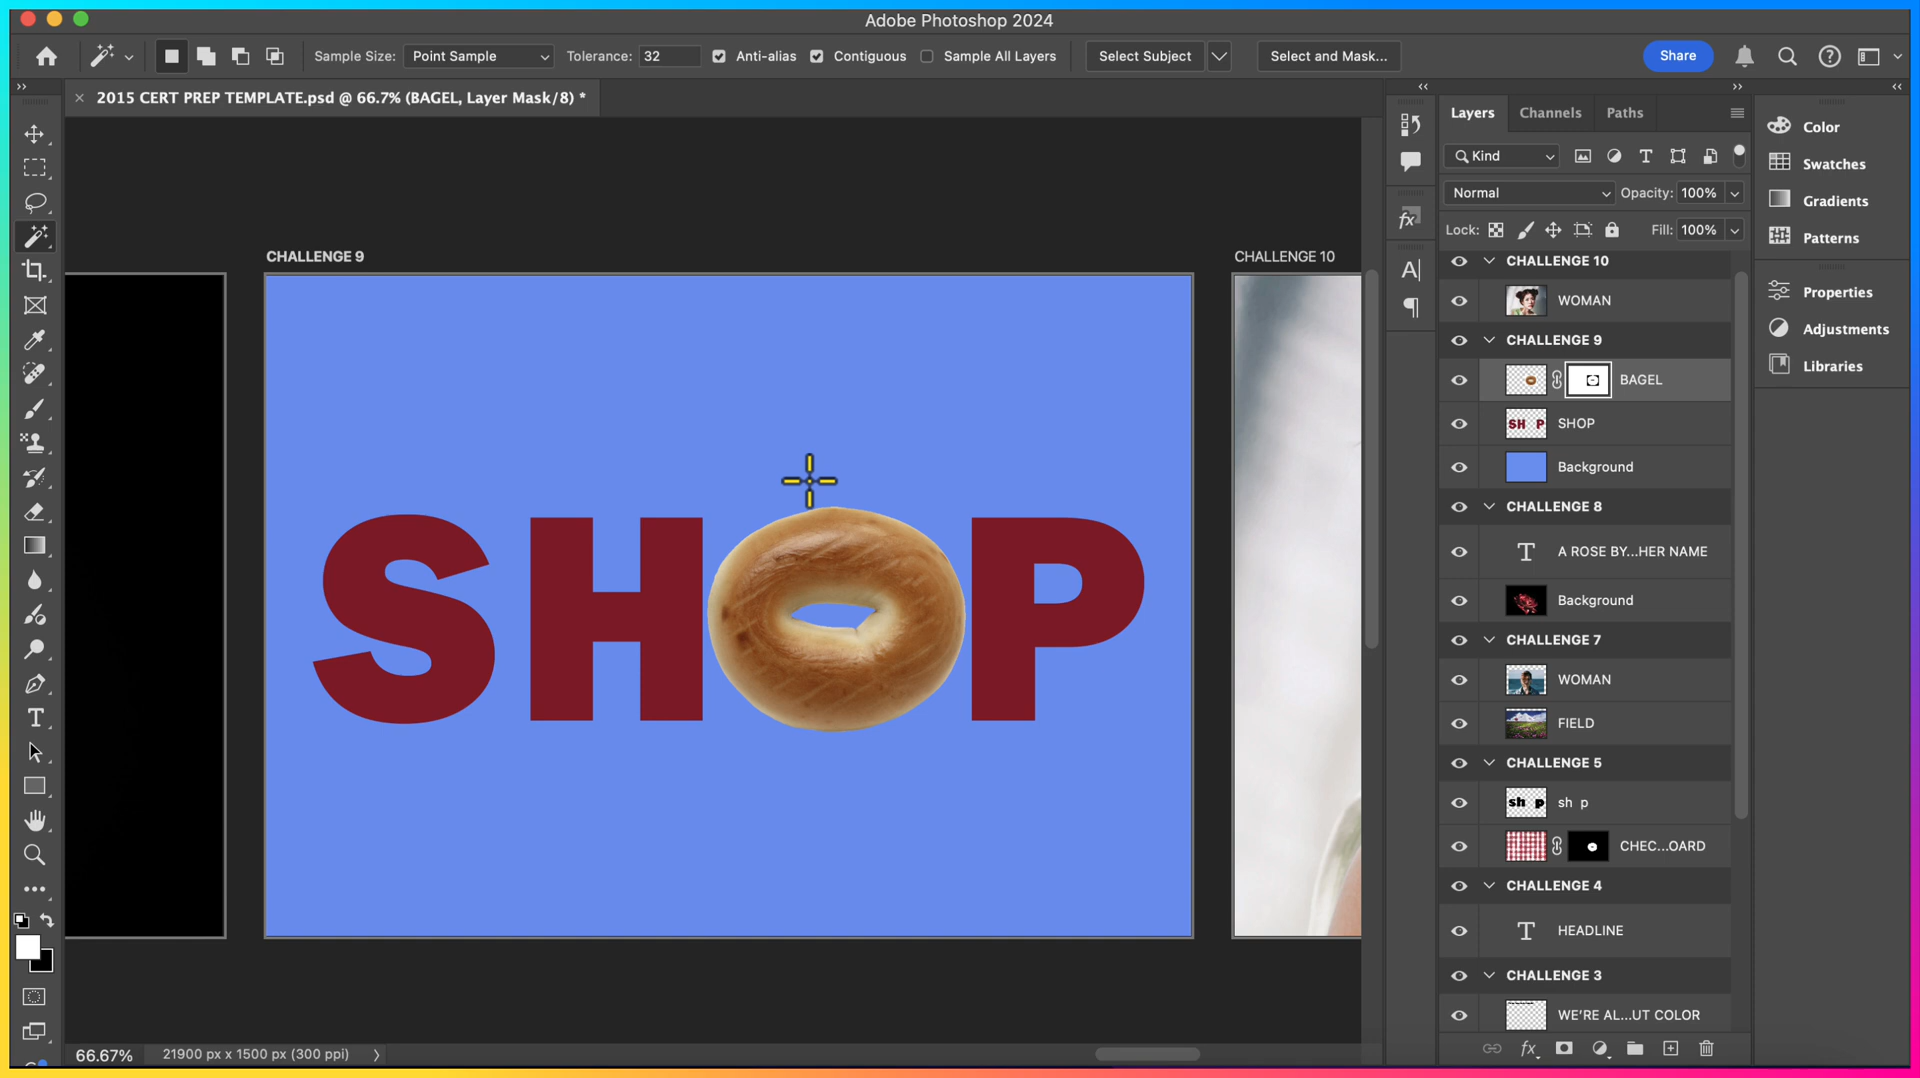 Adobe Photoshop 2024
Sample Size: Point Sample Tolerance: 32 Anti-alias Contiguous Sample All Layers Select Subject Select and Mask... Share
2015 CERT PREP TEMPLATE.psd @ 66.7% (BAGEL, Layer Mask/8) *
Layers Channels Paths
Kind
Normal Opacity: 100%
Lock: Fill: 100%
CHALLENGE 10
WOMAN
CHALLENGE 9
BAGEL
SH P
SHOP
Background
CHALLENGE 8
A ROSE BY...HER NAME
Background
CHALLENGE 7
WOMAN
FIELD
CHALLENGE 5
sh p
sh p
CHEC...OARD
CHALLENGE 4
HEADLINE
CHALLENGE 3
WE'RE AL...UT COLOR
Color
Swatches
Gradients
Patterns
Properties
Adjustments
Libraries
CHALLENGE 9
CHALLENGE 10
SH P
66.67% 21900 px x 1500 px (300 ppi)